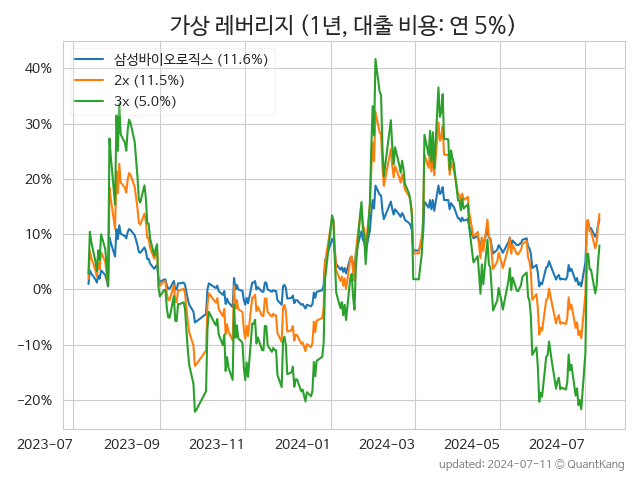 가상 레버리지 (1년, 대출 비용: 연 5%)
삼성바이오로직스 (11.6%)
2x (11.5%)
3x (5.0%)
40%
30%
20%
10%
0%
−10%
−20%
2023-07
2023-09
2023-11
2024-01
2024-03
2024-05
2024-07
updated: 2024-07-11 © QuantKang